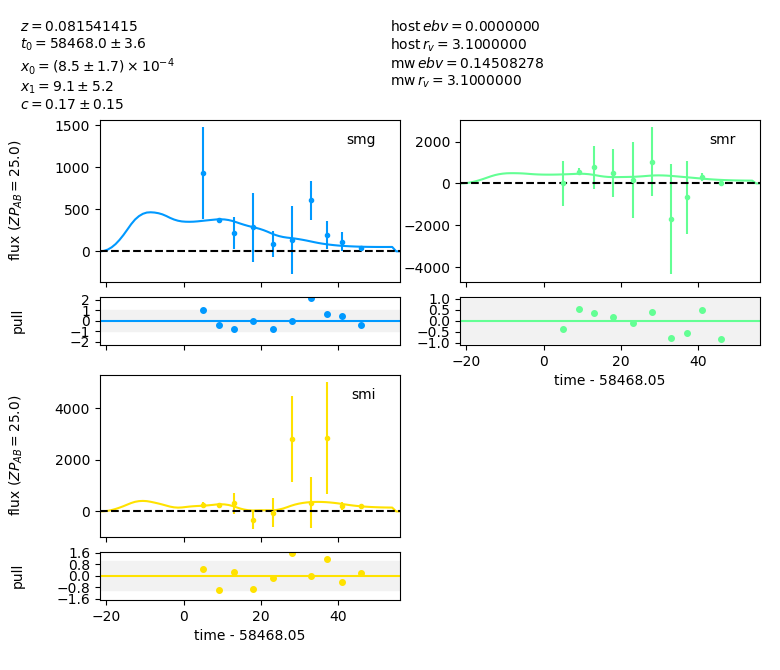 z = 0.081541415
t₀ = 58468.0 ± 3.6
x₀ = (8.5 ± 1.7) × 10⁻⁴
x₁ = 9.1 ± 5.2
c = 0.17 ± 0.15
host ebv = 0.0000000
host r_v = 3.1000000
mw ebv = 0.14508278
mw r_v = 3.1000000
smg
1500
1000
500
0
flux (ZP_AB = 25.0)
smr
2000
0
−2000
−4000
2
1
0
−1
−2
pull
1.0
0.5
0.0
−0.5
−1.0
−20 0 20 40
time - 58468.05
smi
4000
2000
0
flux (ZP_AB = 25.0)
1.6
0.8
0.0
−0.8
−1.6
pull
−20 0 20 40
time - 58468.05